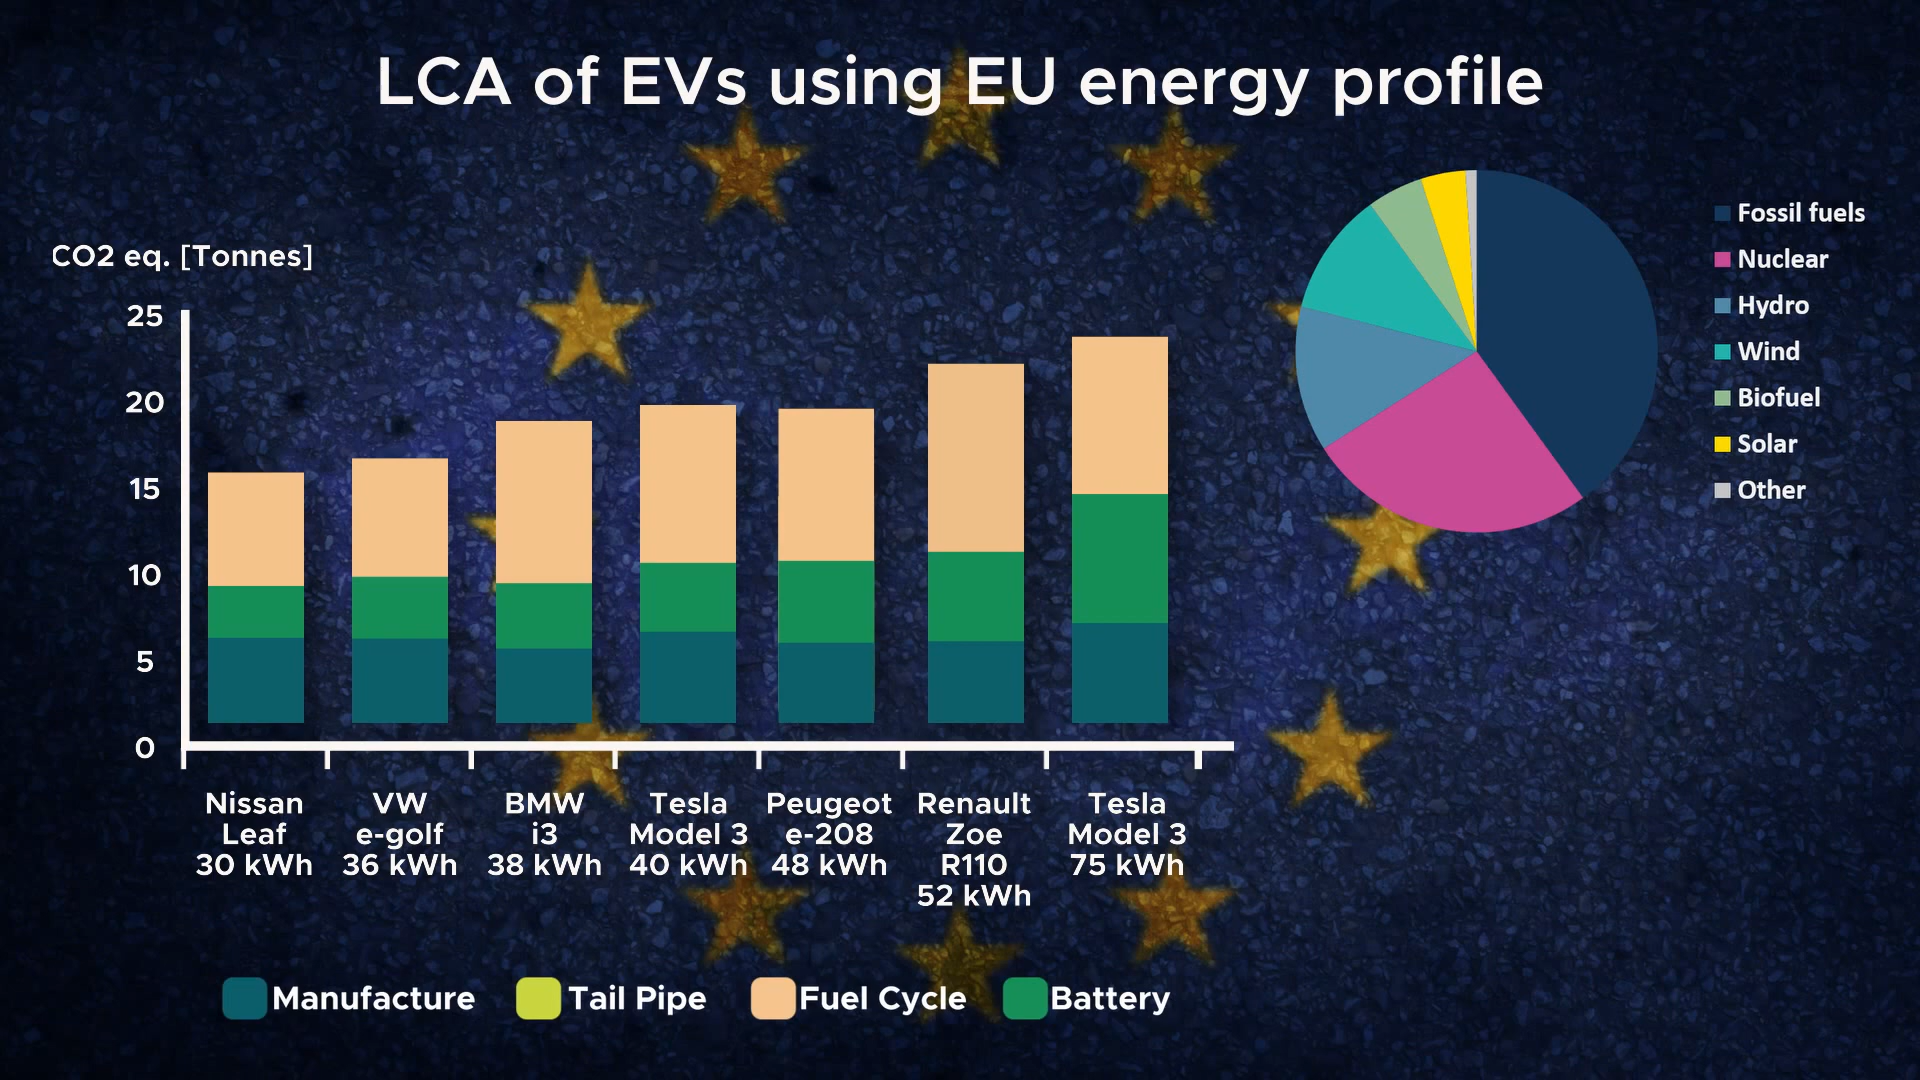 LCA of EVs using EU energy profile
CO2 eq. [Tonnes]
25
20
15
10
5
0
Nissan
Leaf
30 kWh
VW
e-golf
36 kWh
BMW
i3
38 kWh
Tesla
Model 3
40 kWh
Peugeot
e-208
48 kWh
Renault
Zoe
R110
52 kWh
Tesla
Model 3
75 kWh
Manufacture
Tail Pipe
Fuel Cycle
Battery
Fossil fuels
Nuclear
Hydro
Wind
Biofuel
Solar
Other